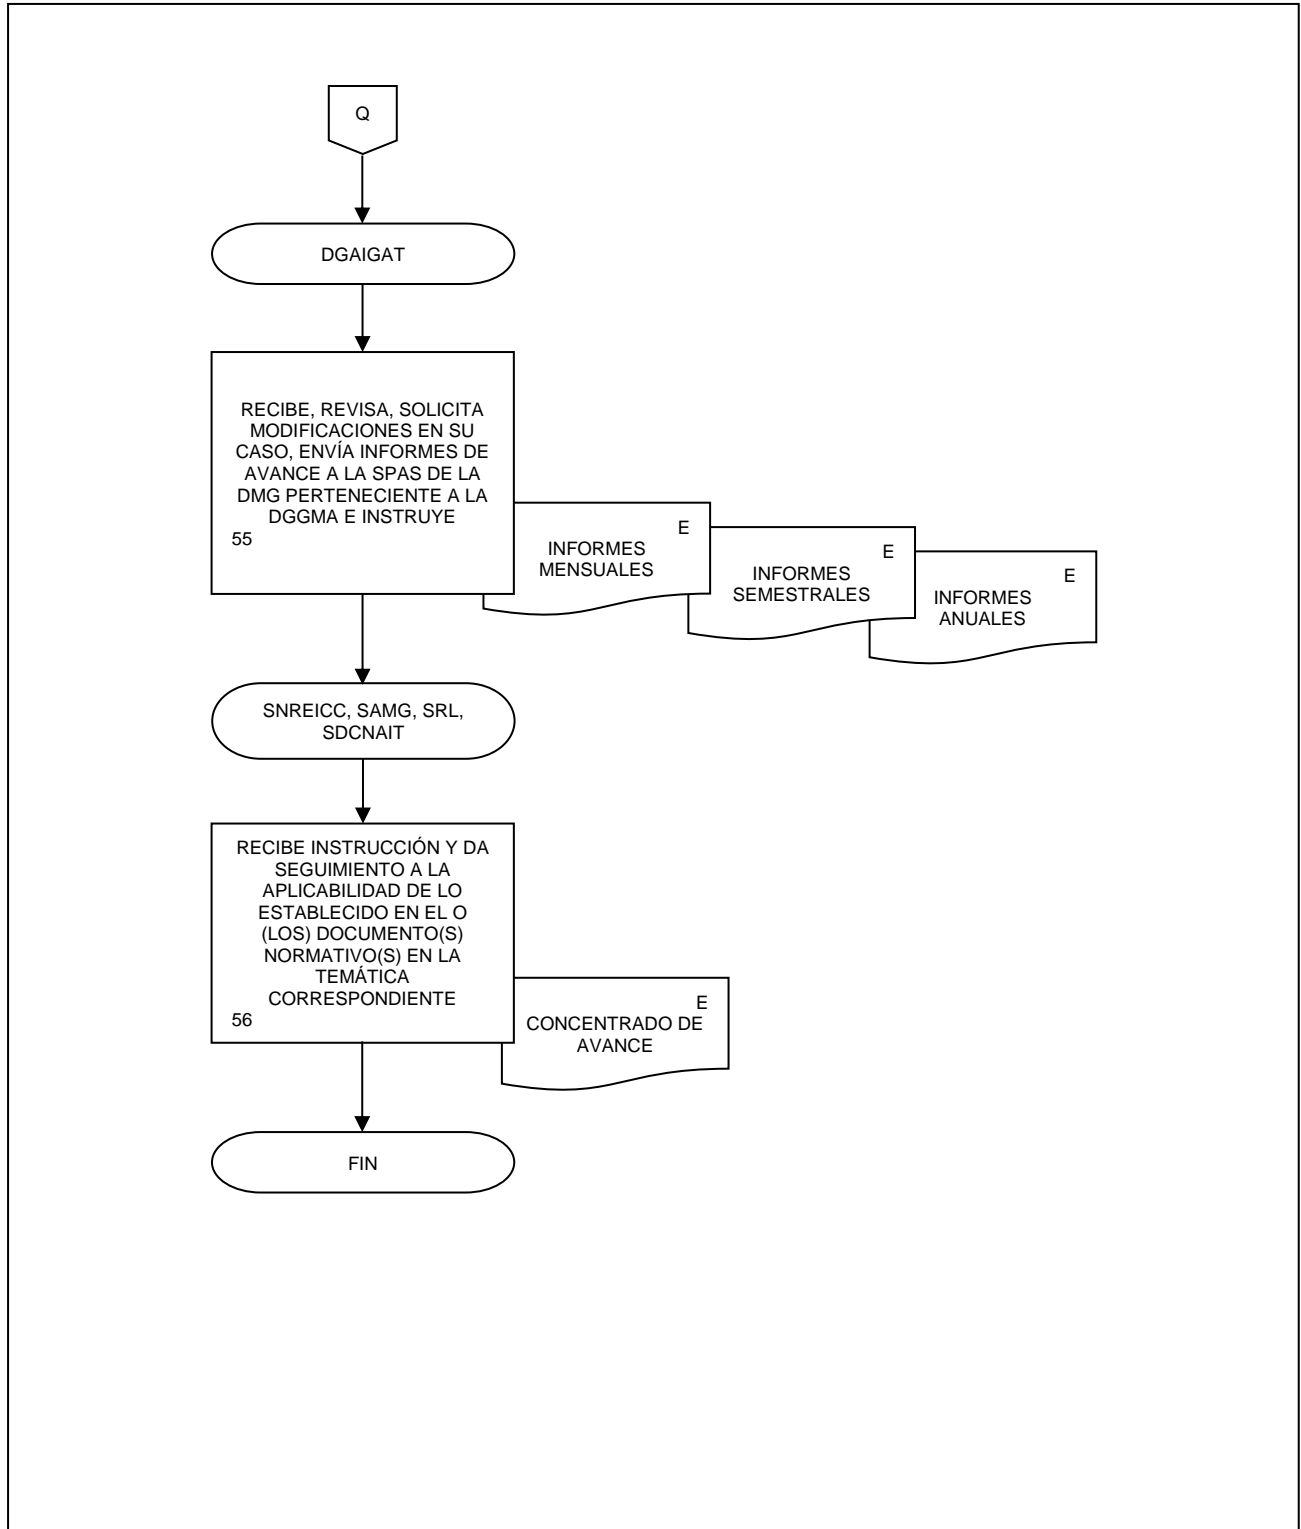 Q
DGAIGAT
RECIBE, REVISA, SOLICITA
MODIFICACIONES EN SU
CASO, ENVÍA INFORMES DE
AVANCE A LA SPAS DE LA
DMG PERTENECIENTE A LA
DGGMA E INSTRUYE
55
E
INFORMES
MENSUALES
E
INFORMES
SEMESTRALES
E
INFORMES
ANUALES
SNREICC, SAMG, SRL,
SDCNAIT
RECIBE INSTRUCCIÓN Y DA
SEGUIMIENTO A LA
APLICABILIDAD DE LO
ESTABLECIDO EN EL O
(LOS) DOCUMENTO(S)
NORMATIVO(S) EN LA
TEMÁTICA
CORRESPONDIENTE
56
E
CONCENTRADO DE
AVANCE
FIN